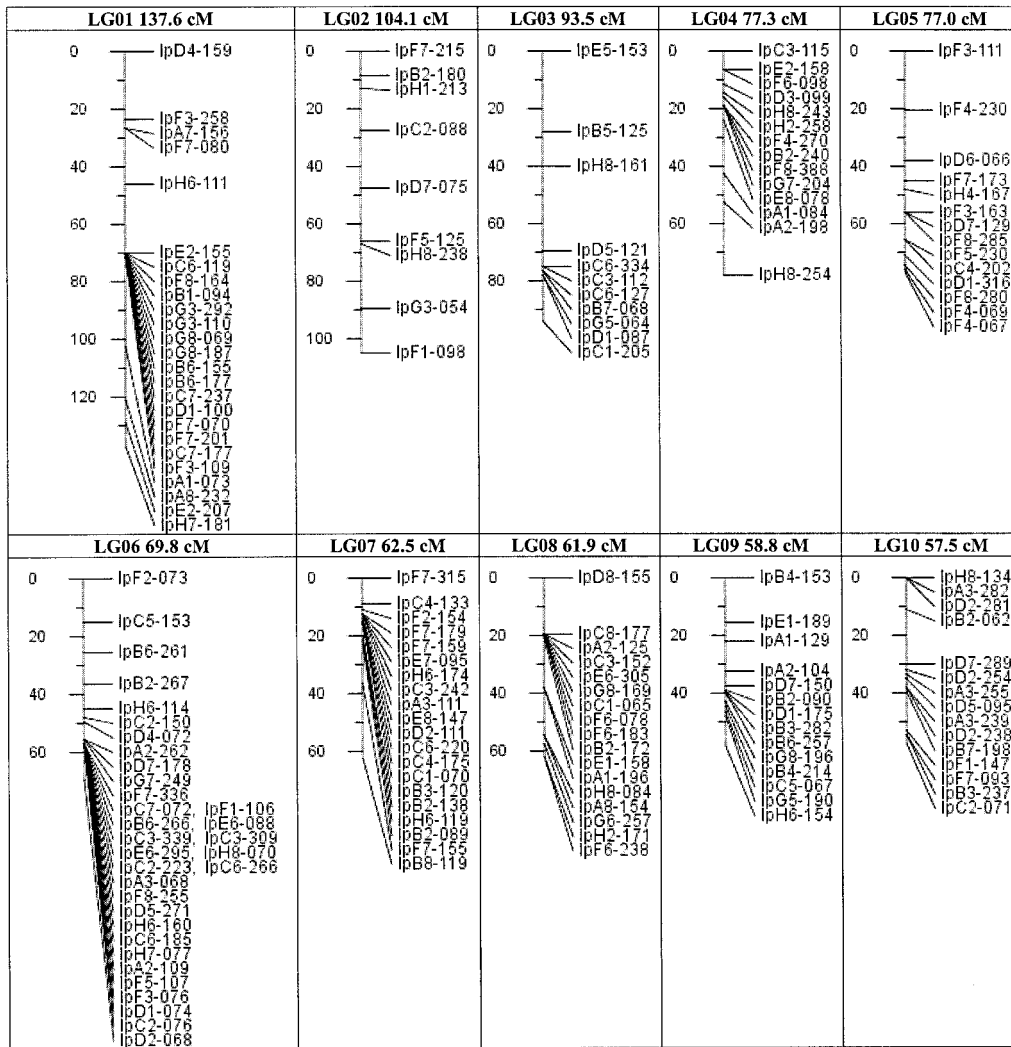 LG01 137.6 cM
0
20
40
60
80
100
120
IpD4-159
IpF3-258
IpA7-156
IpF7-080
IpH6-111
IpE2-155
IpC6-119
IpF8-164
IpB1-094
IpG3-292
IpG3-110
IpG8-069
IpG8-187
IpB6-155
IpB6-177
IpC7-237
IpD1-100
IpF7-070
IpF7-201
IpC7-177
IpF3-109
IpA1-073
IpA8-232
IpE2-207
IpH7-181
LG02 104.1 cM
0
20
40
60
80
100
IpF7-215
IpB2-180
IpH1-213
IpC2-088
IpD7-075
IpF5-125
IpH8-238
IpG3-054
IpF1-098
LG03 93.5 cM
0
20
40
60
80
IpE5-153
IpB5-125
IpH8-161
IpD5-121
IpC6-334
IpC3-112
IpC6-127
IpB7-068
IpG5-064
IpD1-087
IpC1-205
LG04 77.3 cM
0
20
40
60
IpC3-115
IpE2-158
IpF6-098
IpD3-099
IpH8-243
IpH2-258
IpF4-270
IpB2-240
IpF8-388
IpG7-204
IpE8-078
IpA1-084
IpA2-198
IpH8-254
LG05 77.0 cM
0
20
40
60
IpF3-111
IpF4-230
IpD6-066
IpF7-173
IpH4-167
IpF3-163
IpD7-129
IpF8-285
IpF5-230
IpC4-202
IpD1-316
IpF8-280
IpF4-069
IpF4-067
LG06 69.8 cM
0
20
40
60
IpF2-073
IpC5-153
IpB6-261
IpB2-267
IpH6-114
IpC2-150
IpD4-072
IpA2-262
IpD7-178
IpG7-249
IpF7-336
IpC7-072, IpF1-106
IpB6-266, IpE6-088
IpC3-339, IpC3-309
IpE6-295, IpH8-070
IpC2-223, IpC6-266
IpA3-068
IpF8-255
IpD5-271
IpH6-160
IpC6-185
IpH7-077
IpA2-109
IpF5-107
IpF3-076
IpD1-074
IpC2-076
IpD2-068
LG07 62.5 cM
0
20
40
60
IpF7-315
IpC4-133
IpF2-154
IpF7-179
IpF7-159
IpE7-095
IpH6-174
IpC3-242
IpA3-111
IpE8-147
IpD2-111
IpC6-220
IpC4-175
IpC1-070
IpB3-120
IpB2-138
IpH6-119
IpB2-089
IpF7-155
IpB8-119
LG08 61.9 cM
0
20
40
60
IpD8-155
IpC8-177
IpA2-125
IpC3-152
IpE6-305
IpG8-169
IpC1-065
IpF6-078
IpF6-183
IpB2-172
IpE1-158
IpA1-196
IpH8-084
IpA8-154
IpG6-257
IpH2-171
IpF6-238
LG09 58.8 cM
0
20
40
IpB4-153
IpE1-189
IpA1-129
IpA2-104
IpD7-150
IpB2-090
IpD1-175
IpB3-282
IpB6-257
IpG8-196
IpB4-214
IpC5-067
IpG5-190
IpH6-154
LG10 57.5 cM
0
20
40
IpH8-134
IpA3-282
IpD2-281
IpB2-062
IpD7-289
IpD2-254
IpA3-255
IpD5-095
IpA3-239
IpD2-238
IpB7-198
IpF1-147
IpF7-093
IpB3-237
IpC2-071